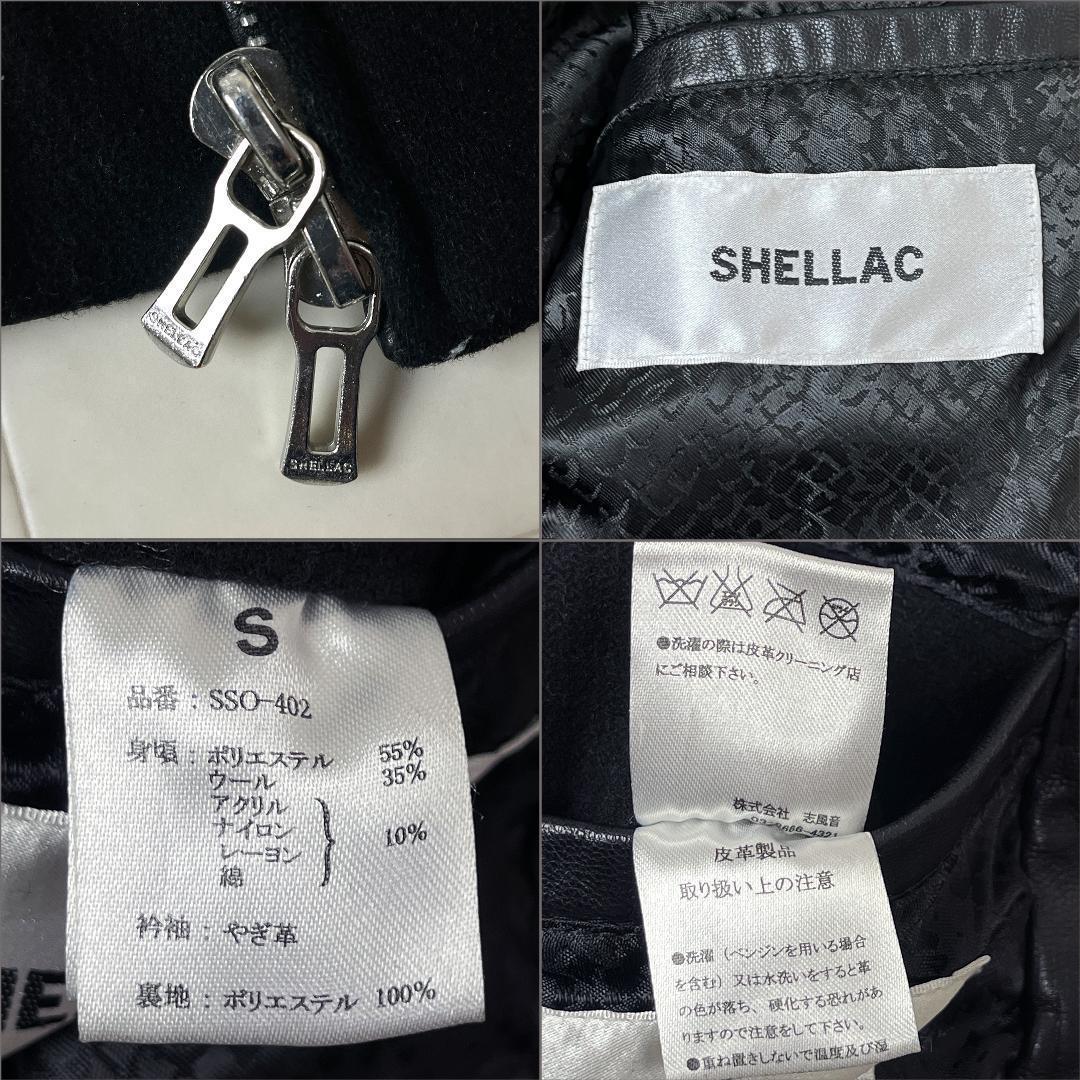 SHELLAC
SHELLAC
SHELLAC
S
品番 : SSO-402
身頃 : ポリエステル 55%
ウール 35%
アクリル
ナイロン
レーヨン
綿
10%
衿袖 : やぎ革
裏地 : ポリエステル 100%
●洗濯の際は皮革クリーニング店
にご相談下さい。
株式会社 志風音
03-3666-4321
皮革製品
取り扱い上の注意
●洗濯（ベンジンを用いる場合
を含む）又は水洗いをすると革
の色が落ち、硬化する恐れがあ
りますので注意をして下さい。
●重ね置きしないで温度及び湿